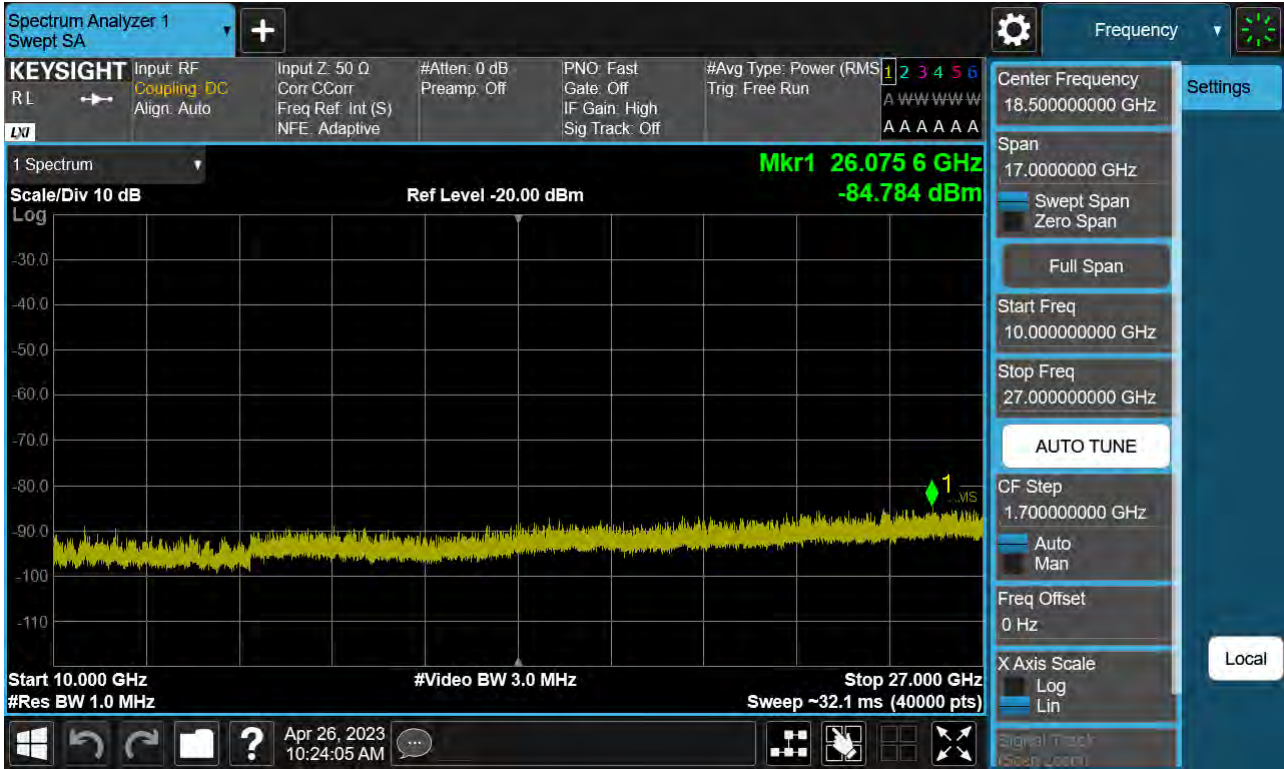 Spectrum Analyzer 1
Swept SA
Frequency
KEYSIGHT
RL
LXI
Input: RF
Coupling: DC
Align: Auto
Input Z: 50 Ω
Corr CCorr
Freq Ref: Int (S)
NFE: Adaptive
#Atten: 0 dB
Preamp: Off
PNO: Fast
Gate: Off
IF Gain: High
Sig Track: Off
#Avg Type: Power (RMS
Trig: Free Run
1 2 3 4 5 6
A W W W W W
A A A A A A
1 Spectrum
Scale/Div 10 dB
Ref Level -20.00 dBm
Mkr1 26.075 6 GHz
-84.784 dBm
Log
-30.0
-40.0
-50.0
-60.0
-70.0
-80.0
-90.0
-100
-110
1
Start 10.000 GHz
#Video BW 3.0 MHz
Stop 27.000 GHz
#Res BW 1.0 MHz
Sweep ~32.1 ms (40000 pts)
Apr 26, 2023
10:24:05 AM
Center Frequency
18.500000000 GHz
Span
17.0000000 GHz
Swept Span
Zero Span
Full Span
Start Freq
10.000000000 GHz
Stop Freq
27.000000000 GHz
AUTO TUNE
CF Step
1.700000000 GHz
Auto
Man
Freq Offset
0 Hz
X Axis Scale
Log
Lin
Signal Track
(Span Zoom)
Settings
Local